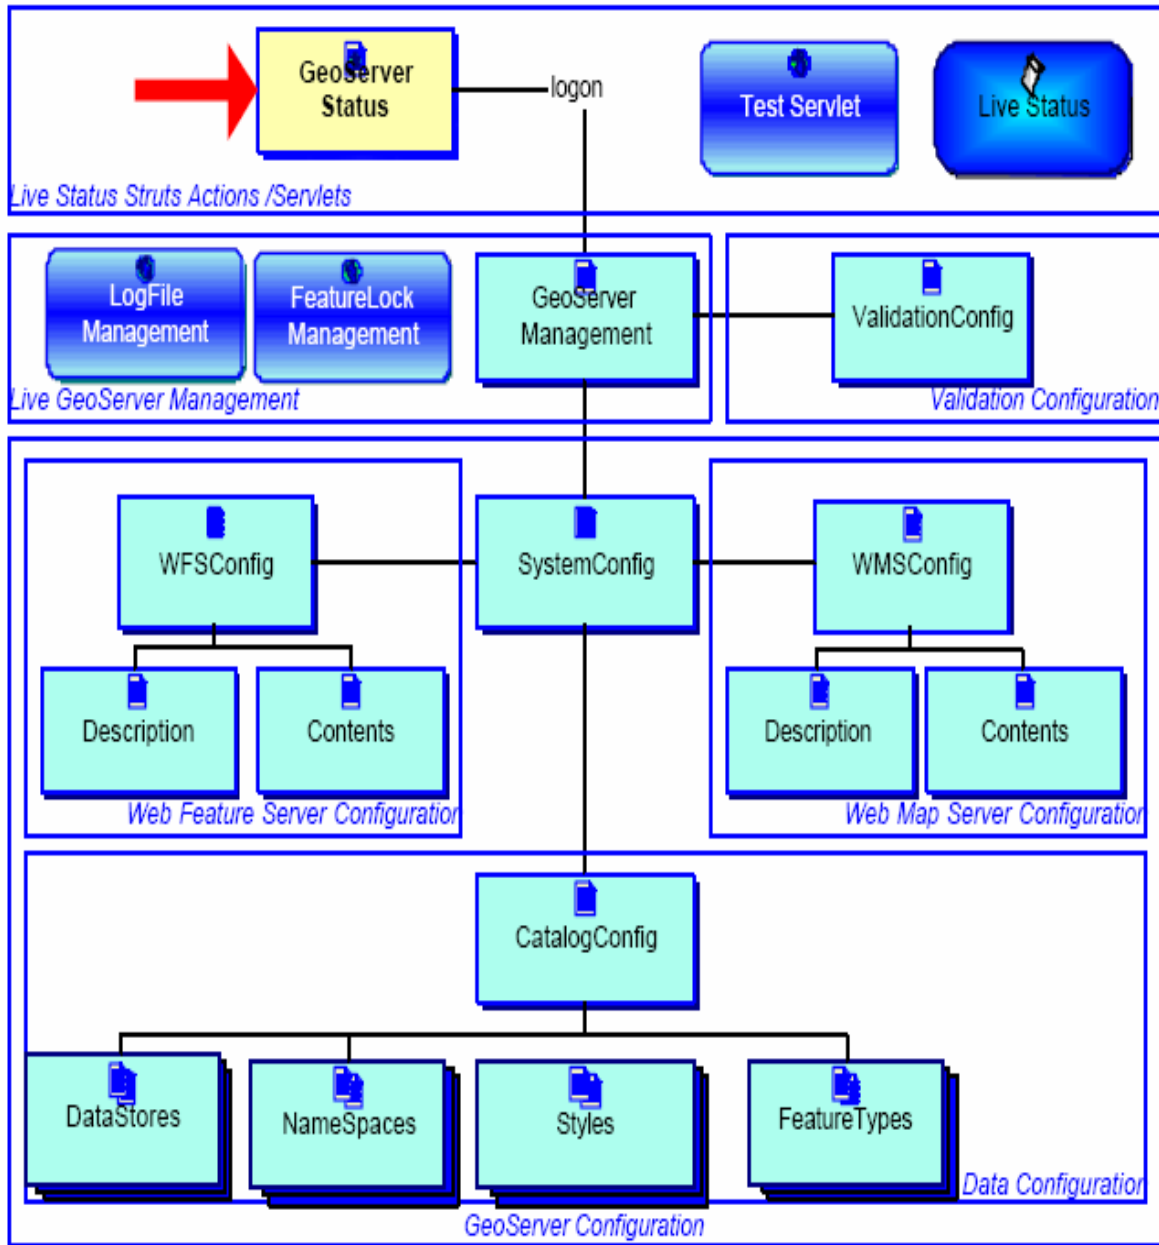 GeoServer
Status
logon
Test Servlet
Live Status
Live Status Struts Actions /Servlets
LogFile
Management
FeatureLock
Management
GeoServer
Management
ValidationConfig
Live GeoServer Management
Validation Configuration
WFSConfig
SystemConfig
WMSConfig
Description
Contents
Description
Contents
Web Feature Server Configuration
Web Map Server Configuration
CatalogConfig
DataStores
NameSpaces
Styles
FeatureTypes
Data Configuration
GeoServer Configuration